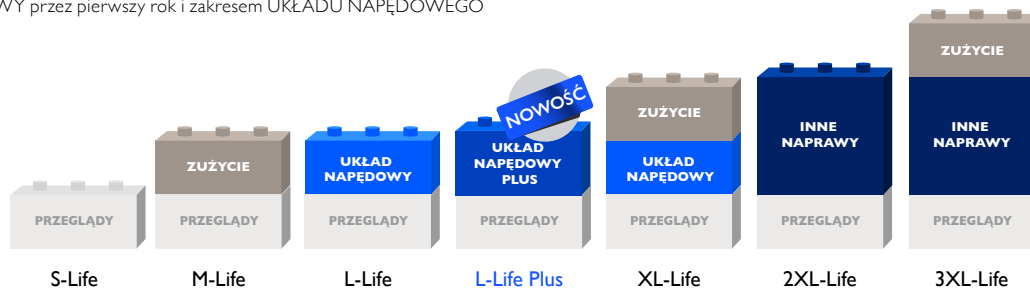 WY przez pierwszy rok i zakresem UKŁADU NAPĘDOWEGO
ZUŻYCIE
NOWOŚĆ
ZUŻYCIE
INNE
NAPRAWY
INNE
NAPRAWY
ZUŻYCIE
UKŁAD
NAPĘDOWY
UKŁAD
NAPĘDOWY
PLUS
UKŁAD
NAPĘDOWY
PRZEGLĄDY
PRZEGLĄDY
PRZEGLĄDY
PRZEGLĄDY
PRZEGLĄDY
PRZEGLĄDY
PRZEGLĄDY
S-Life
M-Life
L-Life
L-Life Plus
XL-Life
2XL-Life
3XL-Life